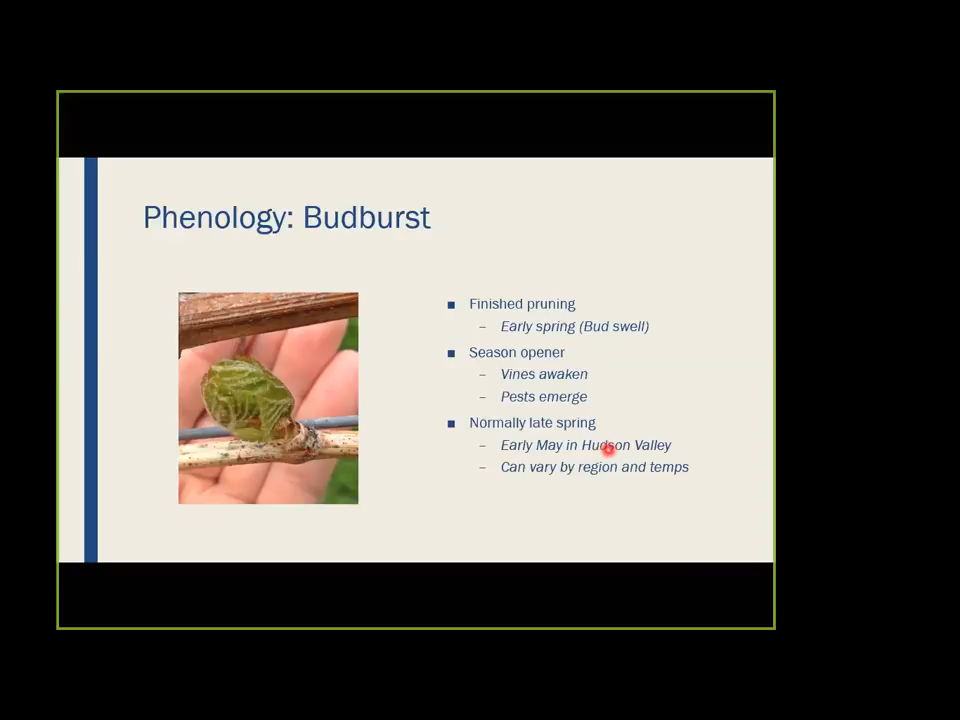 Phenology: Budburst
■ Finished pruning
– Early spring (Bud swell)
■ Season opener
– Vines awaken
– Pests emerge
■ Normally late spring
– Early May in Hudson Valley
– Can vary by region and temps